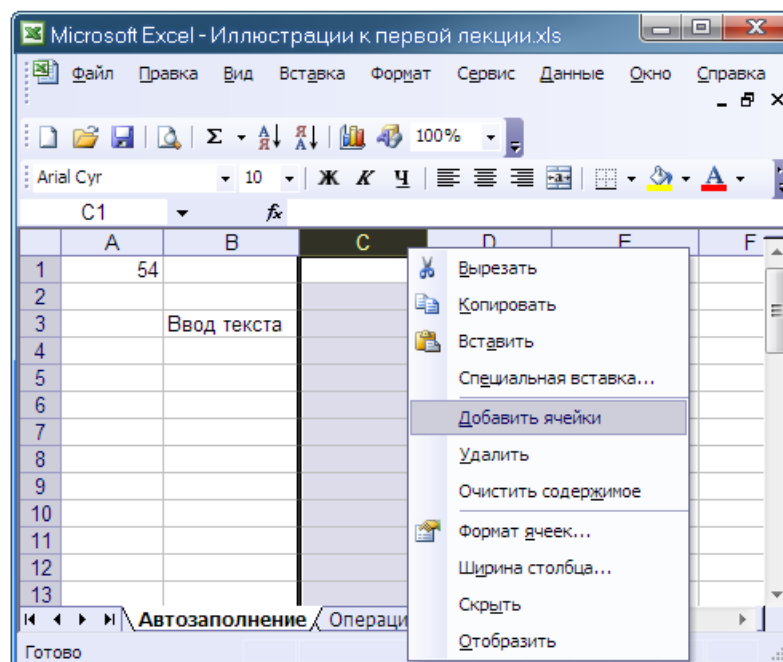 Microsoft Excel - Иллюстрации к первой лекции.xls
Файл Правка Вид Вставка Формат Сервис Данные Окно Справка
Σ А Я Я А 100%
Arial Cyr 10 Ж К Ч a
C1 fx
A B C D E F
1 54
2
3 Ввод текста
4
5
6
7
8
9
10
11
12
13
Вырезать
Копировать
Вставить
Специальная вставка...
Добавить ячейки
Удалить
Очистить содержимое
Формат ячеек...
Ширина столбца...
Скрыть
Отобразить
Автозаполнение Операци
Готово